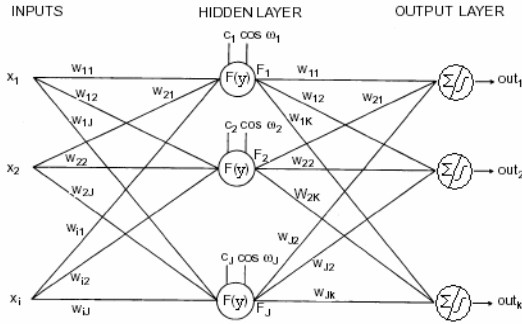 INPUTS HIDDEN LAYER OUTPUT LAYER
c₁ cos ω₁
x₁ w₁₁ F(y) F₁ w₁₁ Σ∫ out₁
w₁₂ w₂₁ w₁₂ w₂₁
w₁J w₁K
c₂ cos ω₂
x₂ w₂₂ F(y) F₂ w₂₂ Σ∫ out₂
w₂J W₂K
wᵢ₁ wJ₂
cJ cos ωJ
wᵢ₂ wJ₂
xᵢ wᵢJ F(y) FJ wJk Σ∫ outk